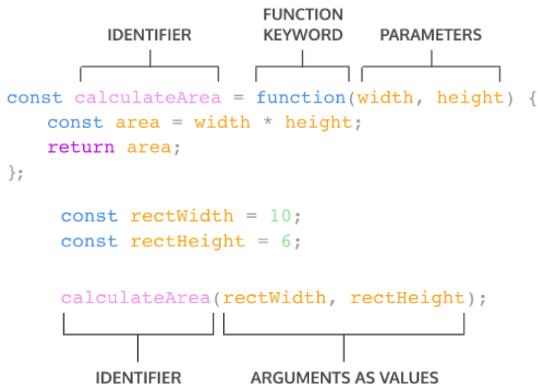 IDENTIFIER FUNCTION KEYWORD PARAMETERS
const calculateArea = function(width, height) {
const area = width * height;
return area;
};
const rectWidth = 10;
const rectHeight = 6;
calculateArea(rectWidth, rectHeight);
IDENTIFIER ARGUMENTS AS VALUES